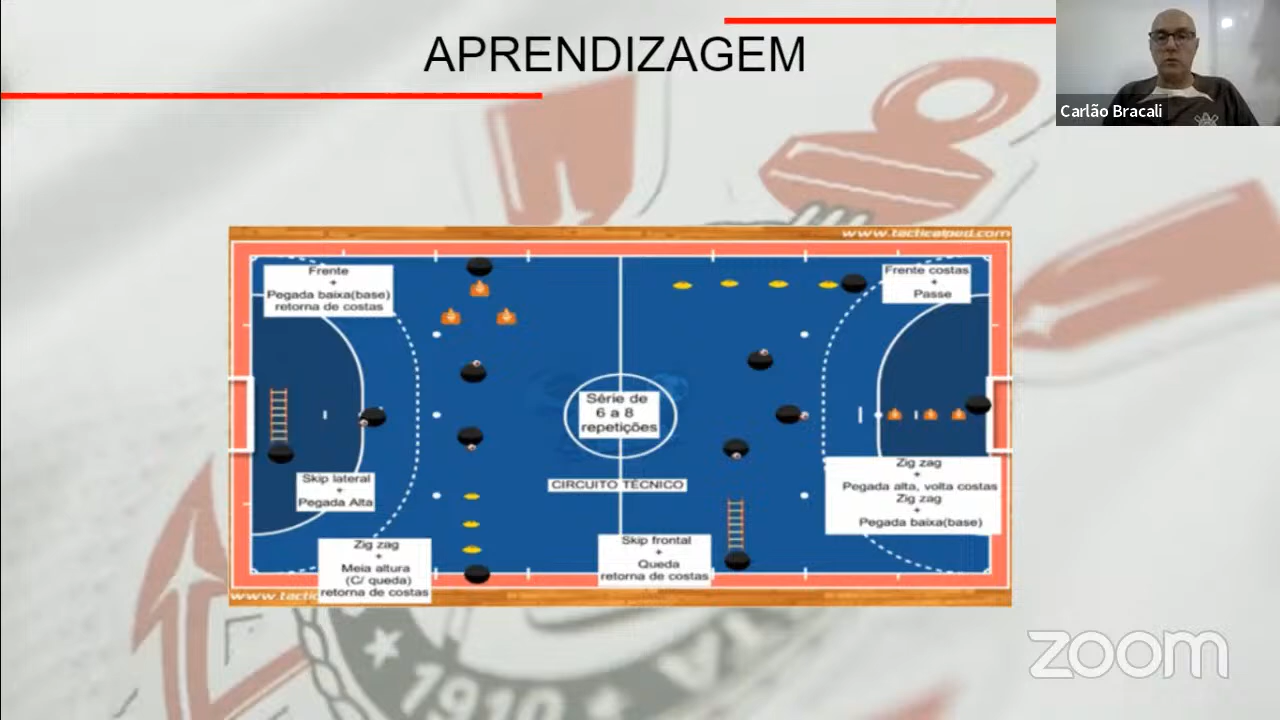 APRENDIZAGEM
Carlão Bracali
www.tacticalpad.com
Frente
+
Pegada baixa(base)
retorna de costas
Frente costas
+
Passe
Série de
6 a 8
repetições
CIRCUITO TÉCNICO
Skip lateral
+
Pegada Alta
Zig zag
+
Pegada alta, volta costas
Zig zag
+
Pegada baixa(base)
Zig zag
+
Meia altura
(C/ queda)
retorna de costas
Skip frontal
+
Queda
retorna de costas
www.tactic
1910
zoom